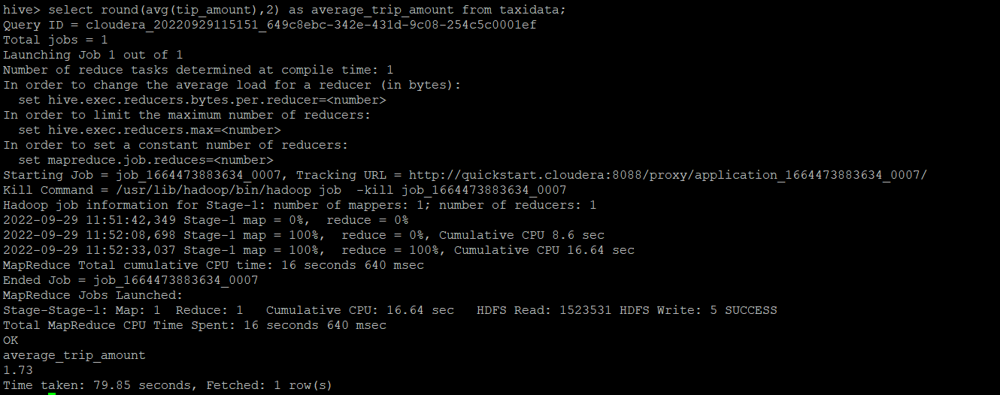 hive> select round(avg(tip_amount),2) as average_trip_amount from taxidata;
Query ID = cloudera_20220929115151_649c8ebc-342e-431d-9c08-254c5c0001ef
Total jobs = 1
Launching Job 1 out of 1
Number of reduce tasks determined at compile time: 1
In order to change the average load for a reducer (in bytes):
  set hive.exec.reducers.bytes.per.reducer=<number>
In order to limit the maximum number of reducers:
  set hive.exec.reducers.max=<number>
In order to set a constant number of reducers:
  set mapreduce.job.reduces=<number>
Starting Job = job_1664473883634_0007, Tracking URL = http://quickstart.cloudera:8088/proxy/application_1664473883634_0007/
Kill Command = /usr/lib/hadoop/bin/hadoop job  -kill job_1664473883634_0007
Hadoop job information for Stage-1: number of mappers: 1; number of reducers: 1
2022-09-29 11:51:42,349 Stage-1 map = 0%,  reduce = 0%
2022-09-29 11:52:08,698 Stage-1 map = 100%,  reduce = 0%, Cumulative CPU 8.6 sec
2022-09-29 11:52:33,037 Stage-1 map = 100%,  reduce = 100%, Cumulative CPU 16.64 sec
MapReduce Total cumulative CPU time: 16 seconds 640 msec
Ended Job = job_1664473883634_0007
MapReduce Jobs Launched:
Stage-Stage-1: Map: 1  Reduce: 1   Cumulative CPU: 16.64 sec   HDFS Read: 1523531 HDFS Write: 5 SUCCESS
Total MapReduce CPU Time Spent: 16 seconds 640 msec
OK
average_trip_amount
1.73
Time taken: 79.85 seconds, Fetched: 1 row(s)